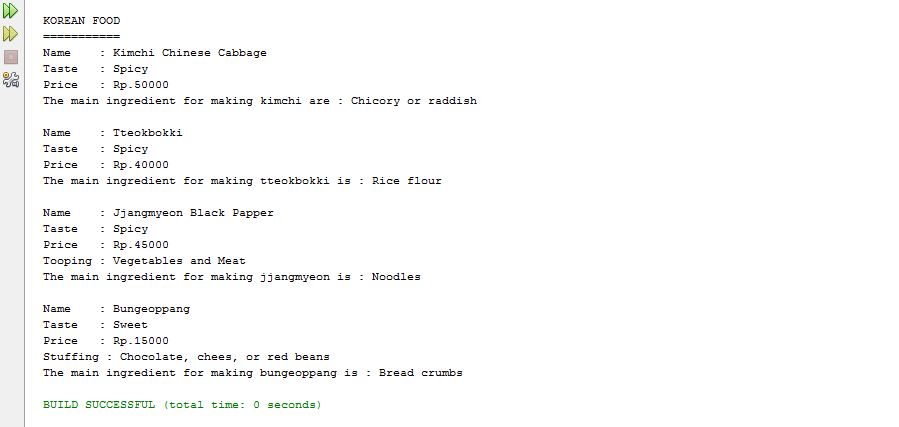 KOREAN FOOD
===========
Name    : Kimchi Chinese Cabbage
Taste   : Spicy
Price   : Rp.50000
The main ingredient for making kimchi are : Chicory or raddish

Name    : Tteokbokki
Taste   : Spicy
Price   : Rp.40000
The main ingredient for making tteokbokki is : Rice flour

Name    : Jjangmyeon Black Papper
Taste   : Spicy
Price   : Rp.45000
Tooping : Vegetables and Meat
The main ingredient for making jjangmyeon is : Noodles

Name    : Bungeoppang
Taste   : Sweet
Price   : Rp.15000
Stuffing : Chocolate, chees, or red beans
The main ingredient for making bungeoppang is : Bread crumbs

BUILD SUCCESSFUL (total time: 0 seconds)